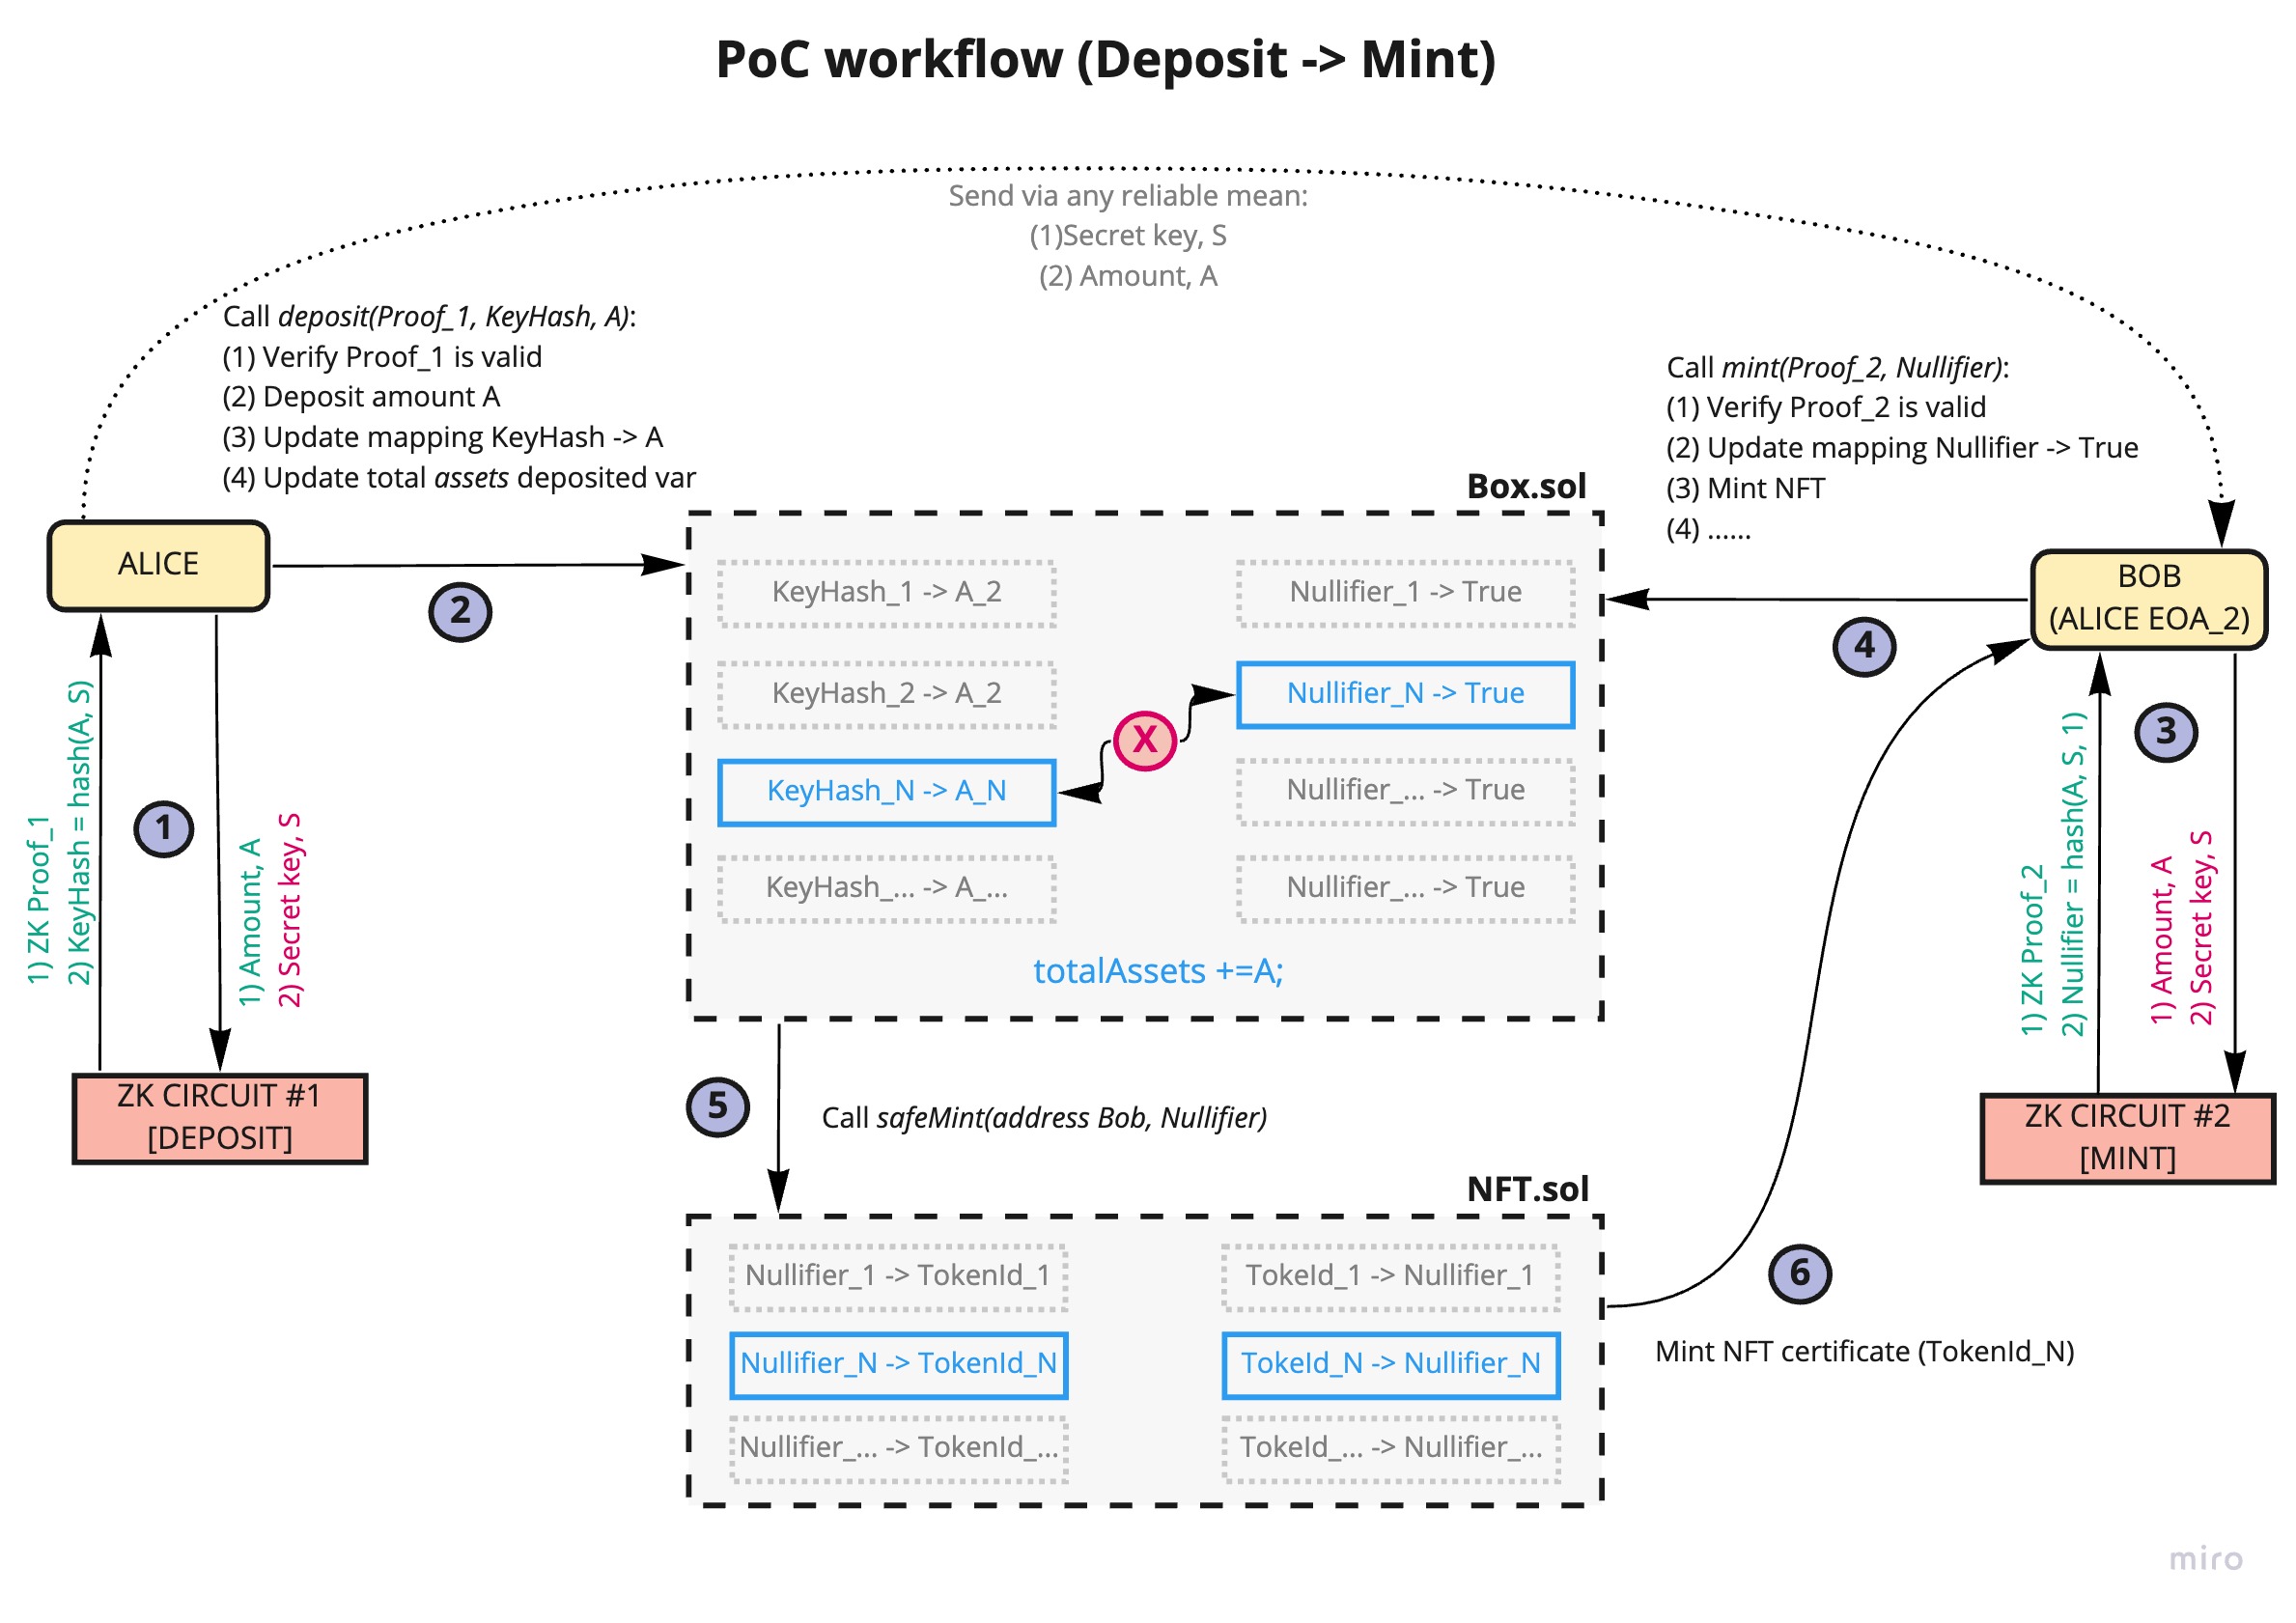 PoC workflow (Deposit -> Mint)
Send via any reliable mean:
(1)Secret key, S
(2) Amount, A
Call deposit(Proof_1, KeyHash, A):
(1) Verify Proof_1 is valid
(2) Deposit amount A
(3) Update mapping KeyHash -> A
(4) Update total assets deposited var
Call mint(Proof_2, Nullifier):
(1) Verify Proof_2 is valid
(2) Update mapping Nullifier -> True
(3) Mint NFT
(4) ......
ALICE
2
BOB
(ALICE EOA_2)
4
1) ZK Proof_1
2) KeyHash = hash(A, S)
1
1) Amount, A
2) Secret key, S
ZK CIRCUIT #1
[DEPOSIT]
Box.sol
KeyHash_1 -> A_2
Nullifier_1 -> True
KeyHash_2 -> A_2
Nullifier_N -> True
X
KeyHash_N -> A_N
Nullifier_... -> True
KeyHash_... -> A_...
Nullifier_... -> True
totalAssets +=A;
3
1) ZK Proof_2
2) Nullifier = hash(A, S, 1)
1) Amount, A
2) Secret key, S
ZK CIRCUIT #2
[MINT]
5
Call safeMint(address Bob, Nullifier)
NFT.sol
Nullifier_1 -> TokenId_1
TokeId_1 -> Nullifier_1
Nullifier_N -> TokenId_N
TokeId_N -> Nullifier_N
Nullifier_... -> TokenId_...
TokeId_... -> Nullifier_...
6
Mint NFT certificate (TokenId_N)
miro